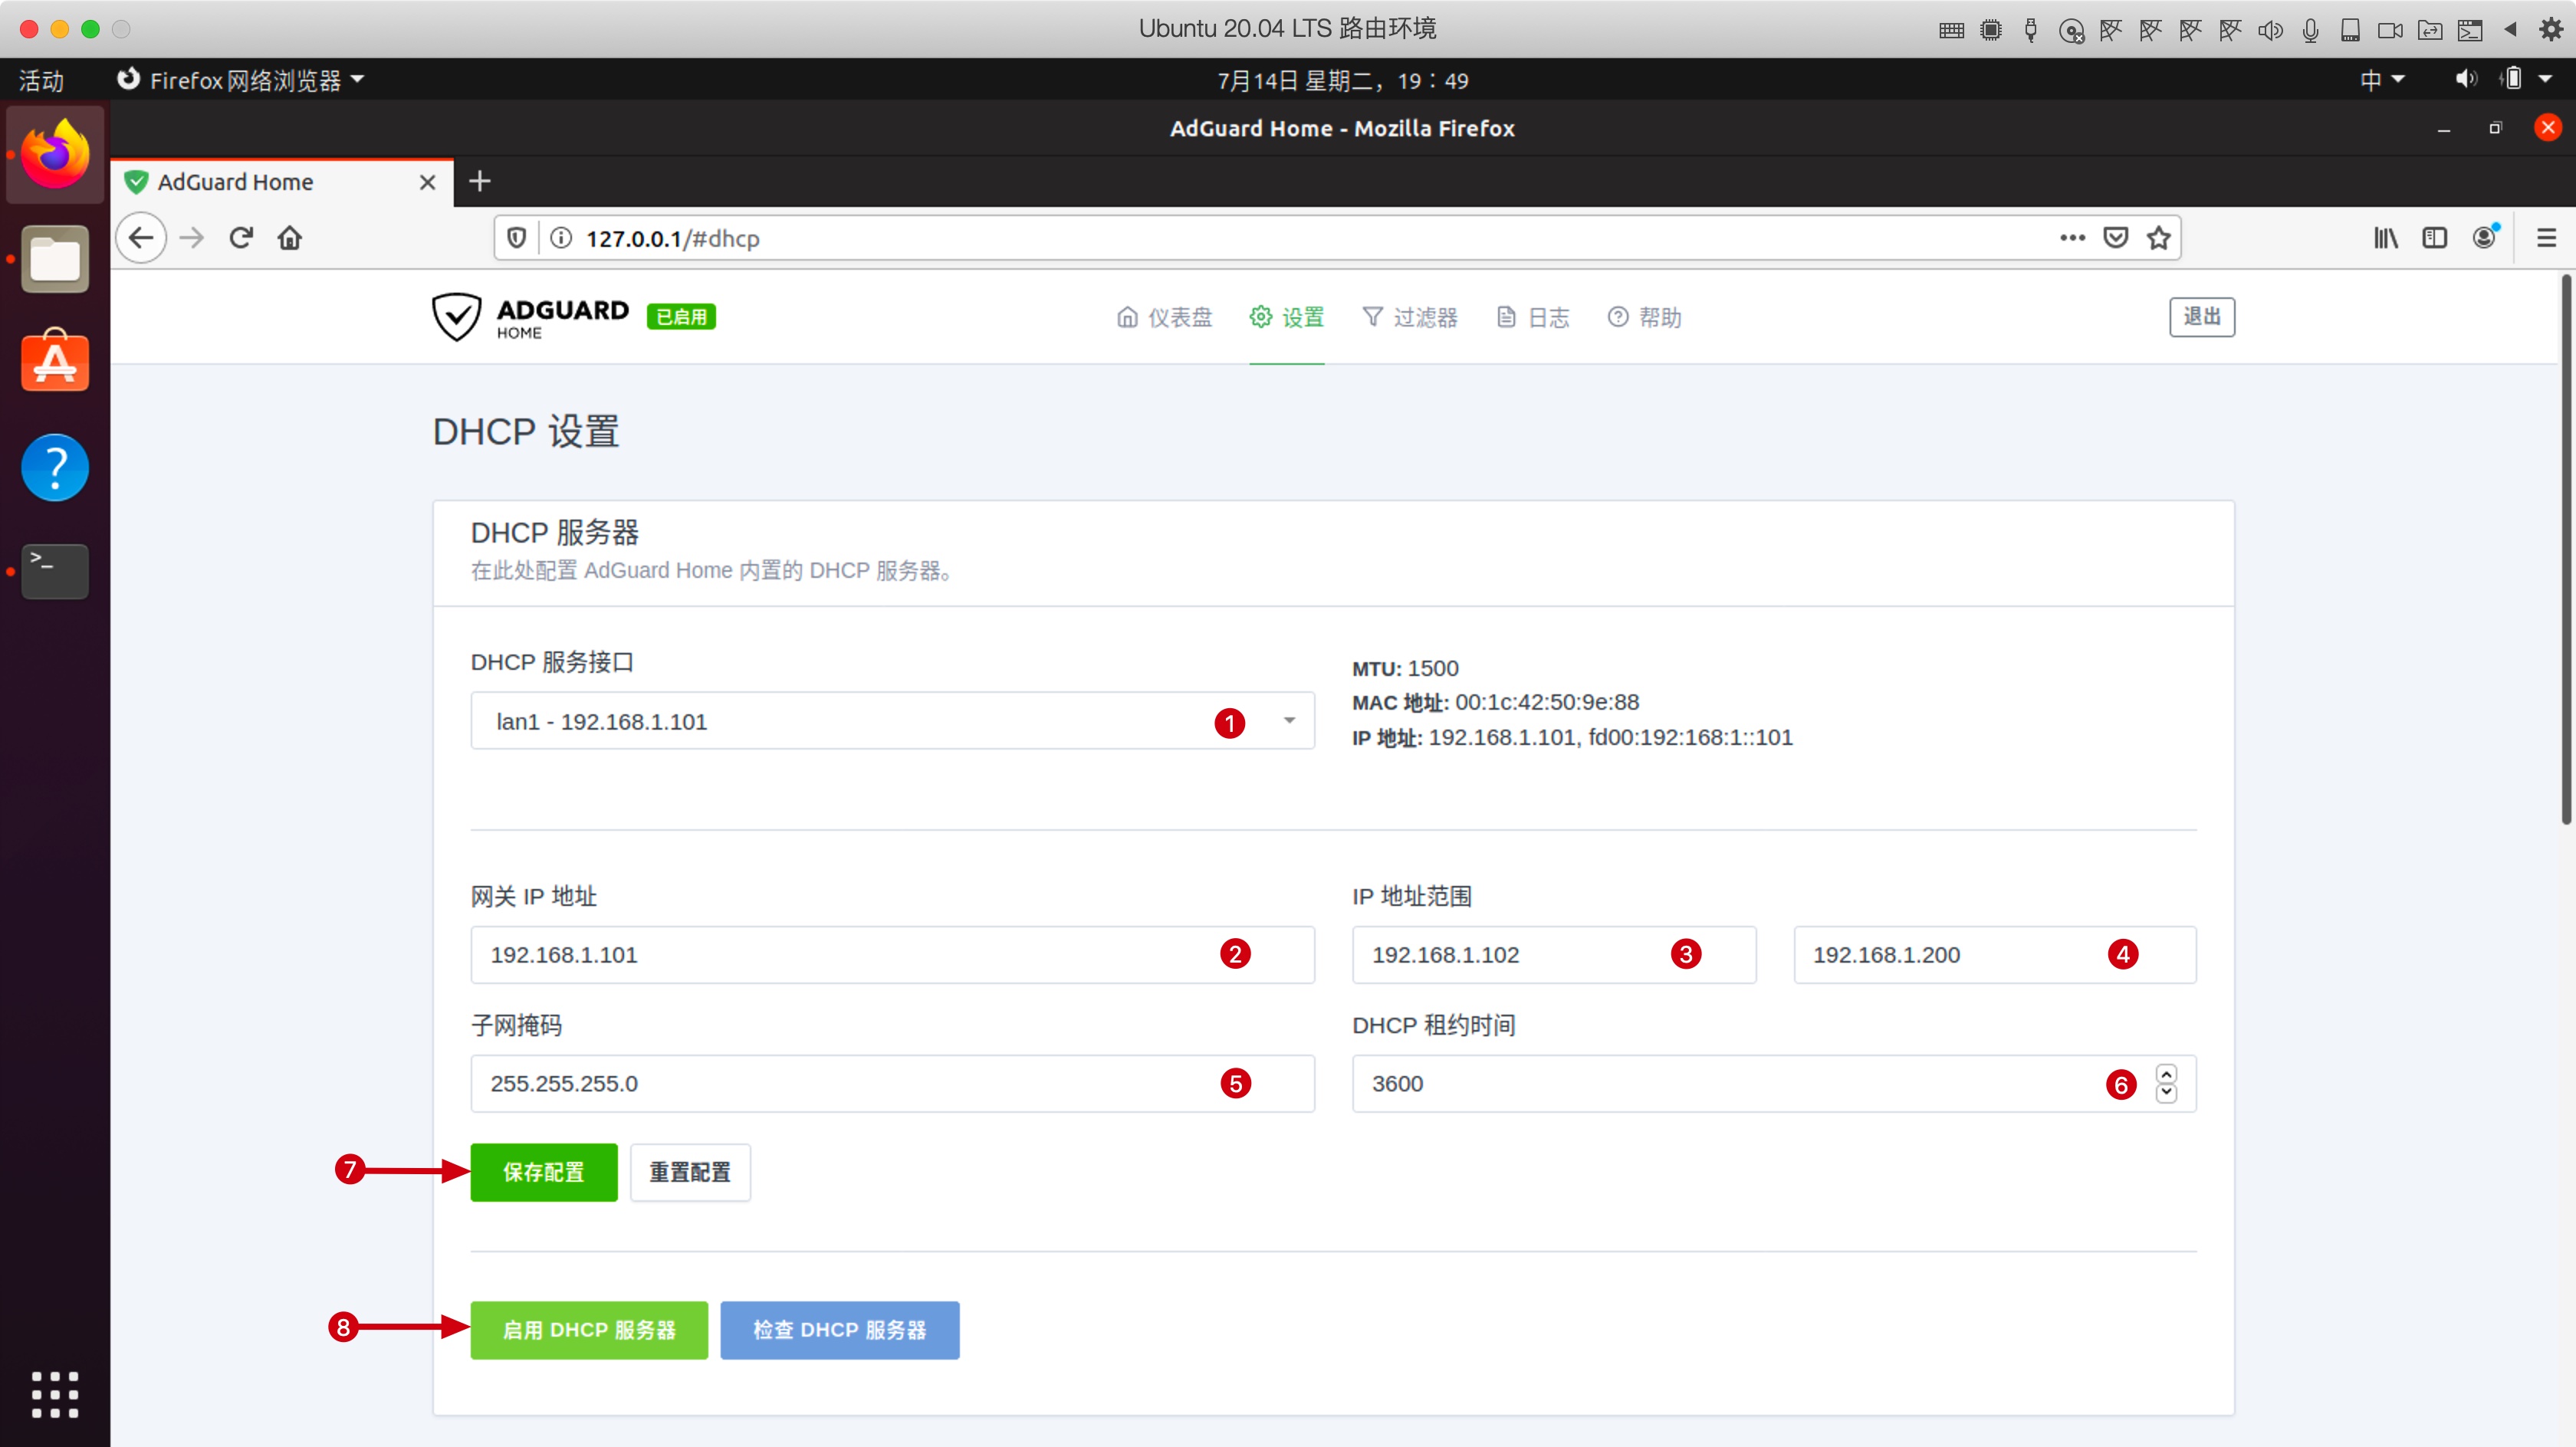 Ubuntu 20.04 LTS 路由环境
活动
Firefox 网络浏览器
7月14日 星期二，19：49
中
AdGuard Home - Mozilla Firefox
AdGuard Home
127.0.0.1/#dhcp
ADGUARD
HOME
已启用
仪表盘
设置
过滤器
日志
帮助
退出
DHCP 设置
DHCP 服务器
在此处配置 AdGuard Home 内置的 DHCP 服务器。
DHCP 服务接口
lan1 - 192.168.1.101
1
MTU: 1500
MAC 地址: 00:1c:42:50:9e:88
IP 地址: 192.168.1.101, fd00:192:168:1::101
网关 IP 地址
192.168.1.101
2
IP 地址范围
192.168.1.102
3
192.168.1.200
4
子网掩码
255.255.255.0
5
DHCP 租约时间
3600
6
7
保存配置
重置配置
8
启用 DHCP 服务器
检查 DHCP 服务器